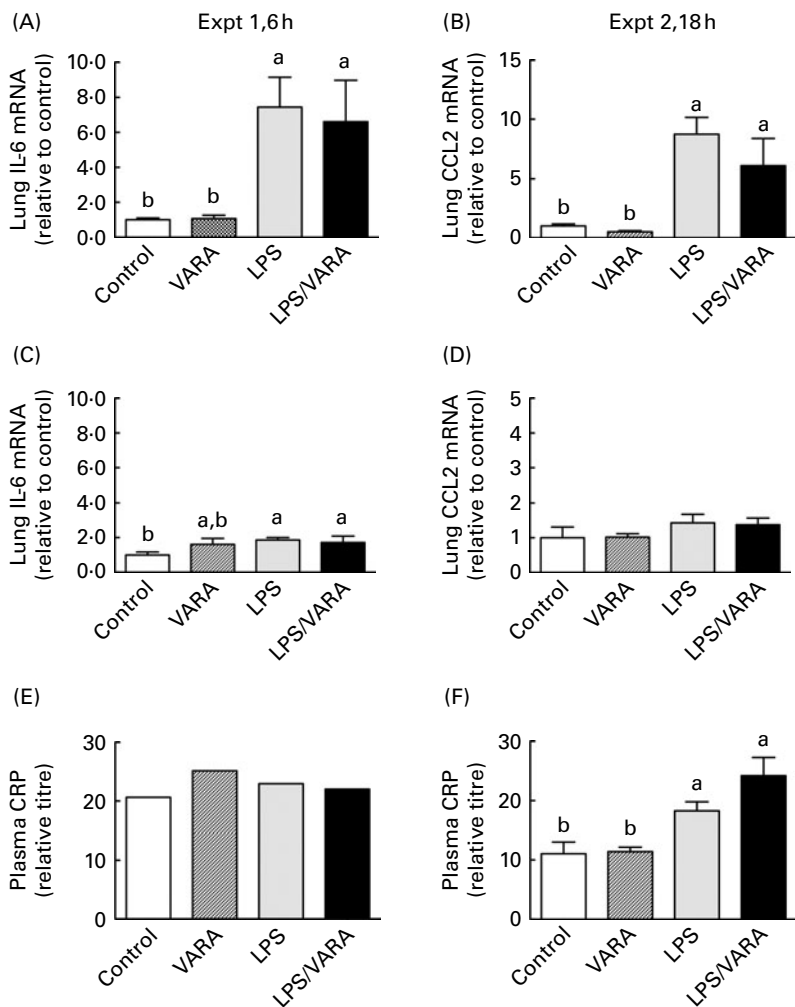 (A)
Expt 1,6 h
Lung IL-6 mRNA
(relative to control)
10·0
8·0
6·0
4·0
2·0
0·0
b
b
a
a
Control
VARA
LPS
LPS/VARA
(B)
Expt 2,18 h
Lung CCL2 mRNA
(relative to control)
15
10
5
0
b
b
a
a
Control
VARA
LPS
LPS/VARA
(C)
Lung IL-6 mRNA
(relative to control)
10·0
8·0
6·0
4·0
2·0
0·0
b
a,b
a
a
Control
VARA
LPS
LPS/VARA
(D)
Lung CCL2 mRNA
(relative to control)
5
4
3
2
1
0
Control
VARA
LPS
LPS/VARA
(E)
Plasma CRP
(relative titre)
30
20
10
0
Control
VARA
LPS
LPS/VARA
(F)
Plasma CRP
(relative titre)
30
20
10
0
b
b
a
a
Control
VARA
LPS
LPS/VARA